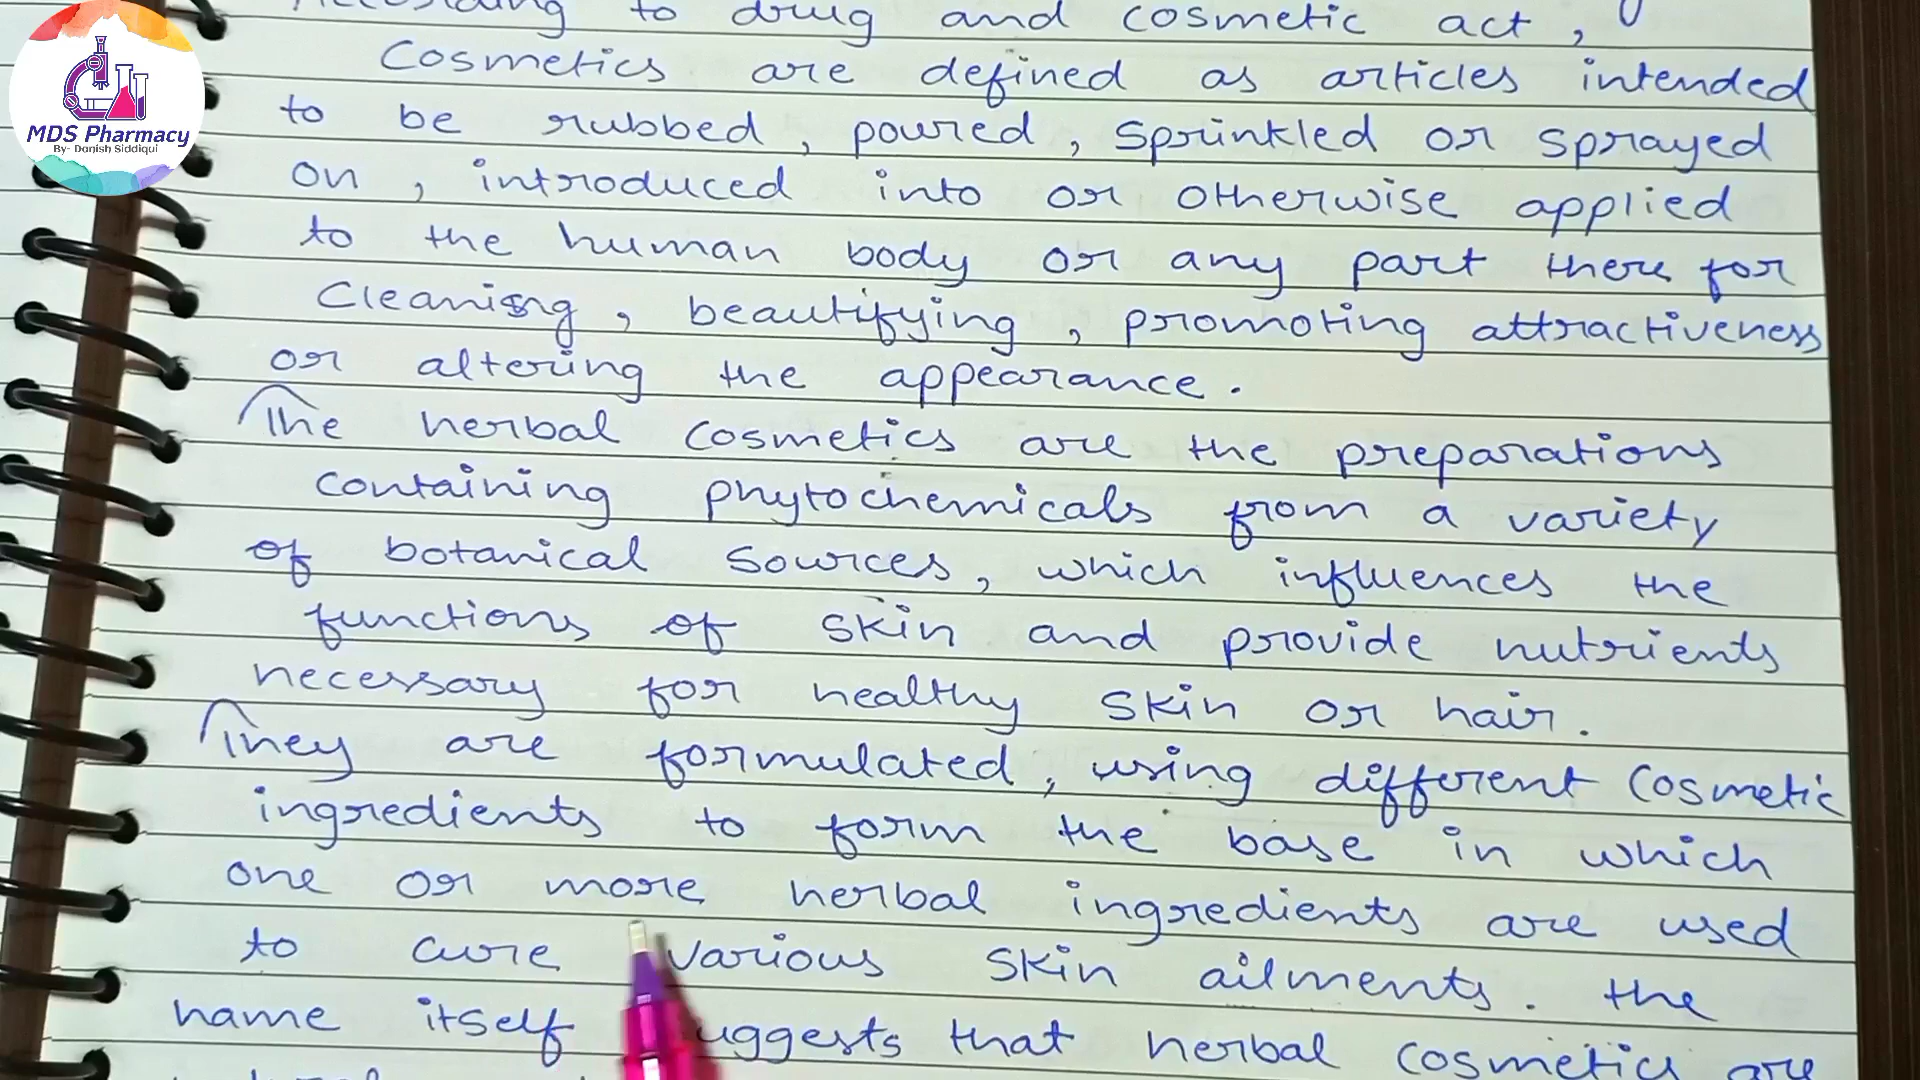 to drug and cosmetic act,
Cosmetics are defined as articles intended
to be rubbed, poured, sprinkled or sprayed
on, introduced into or otherwise applied
to the human body or any part there for
cleanisng, beautifying, promoting attractiveness
or altering the appearance.
The herbal cosmetics are the preparations
containing phytochemicals from a variety
of botanical sources, which influences the
functions of skin and provide nutrients
necessary for healthy skin or hair.
They are formulated, using different cosmetic
ingredients to form the base in which
one or more herbal ingredients are used
to cure various skin ailments. the
name itself suggests that herbal cosmetics are
MDS Pharmacy
By- Danish Siddiqui